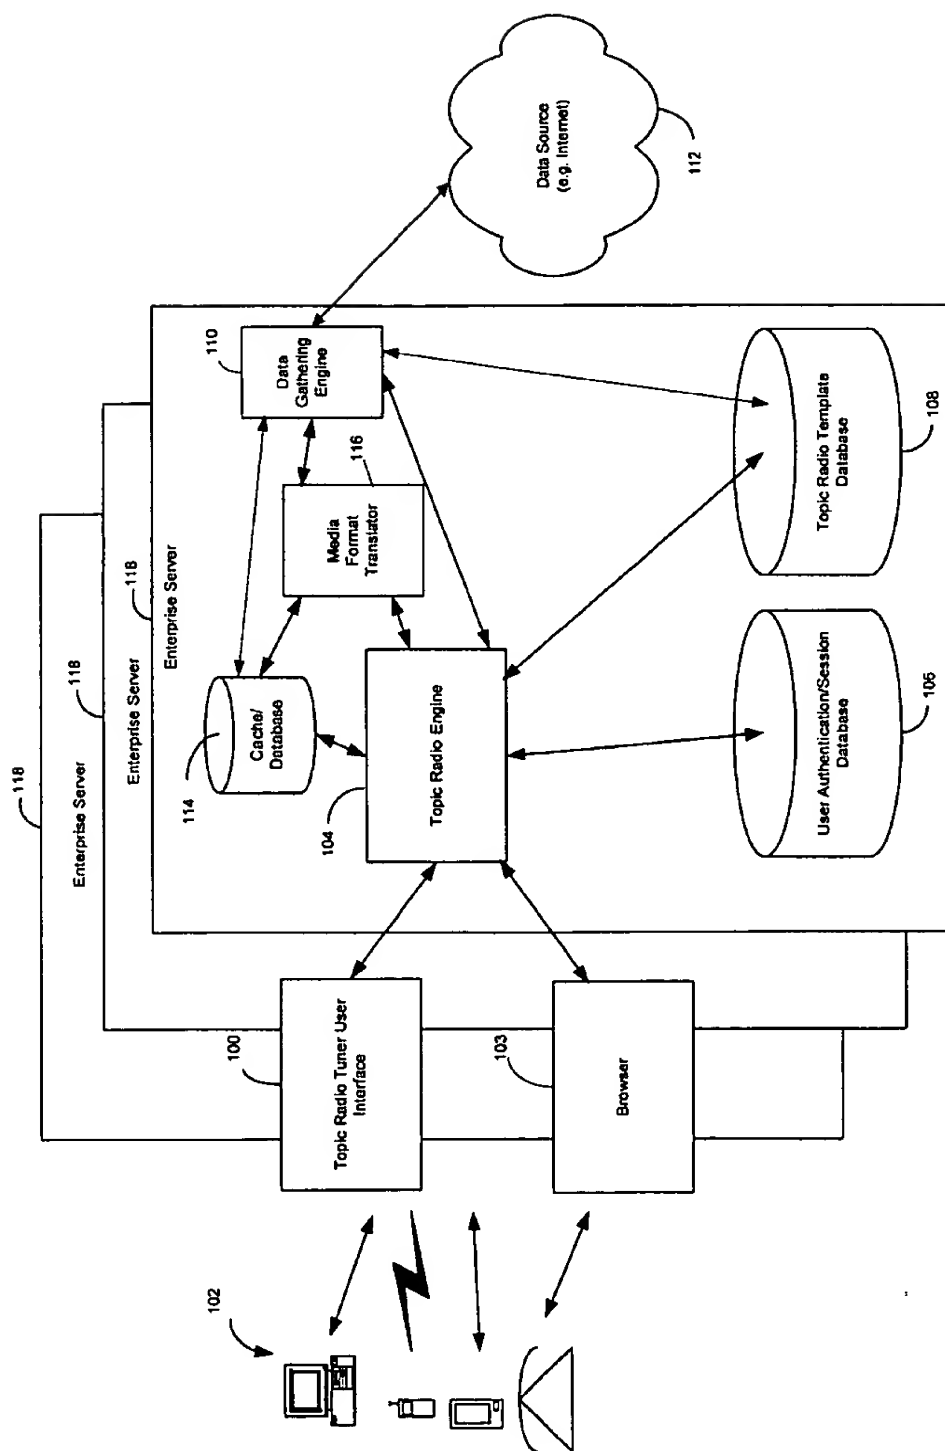 118
Enterprise Server
118
Enterprise Server
118
Enterprise Server
102
100
Topic Radio Tuner User
Interface
103
Browser
114
Cache/
Database
104
Topic Radio Engine
116
Media
Format
Translator
110
Data
Gathering
Engine
Data Source
(e.g. Internet)
112
User Authentication/Session
Database
106
Topic Radio Template
Database
108